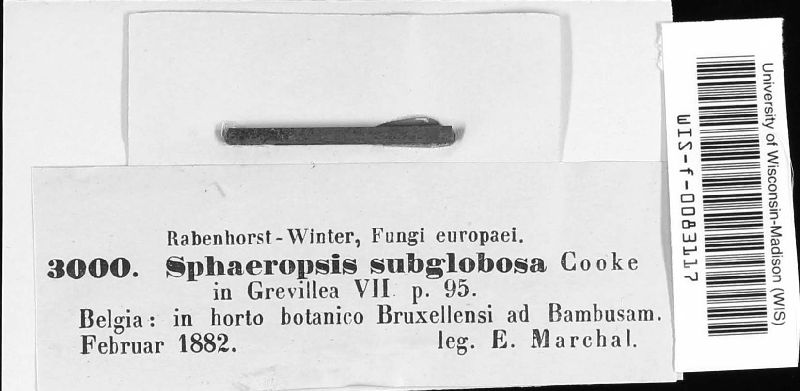 Rabenhorst-Winter, Fungi europaei.
3000. Sphaeropsis subglobosa Cooke
in Grevillea VII. p. 95.
Belgia: in horto botanico Bruxellensi ad Bambusam.
Februar 1882. leg. E. Marchal.
University of Wisconsin-Madison (WIS)
WIS-f-0083117